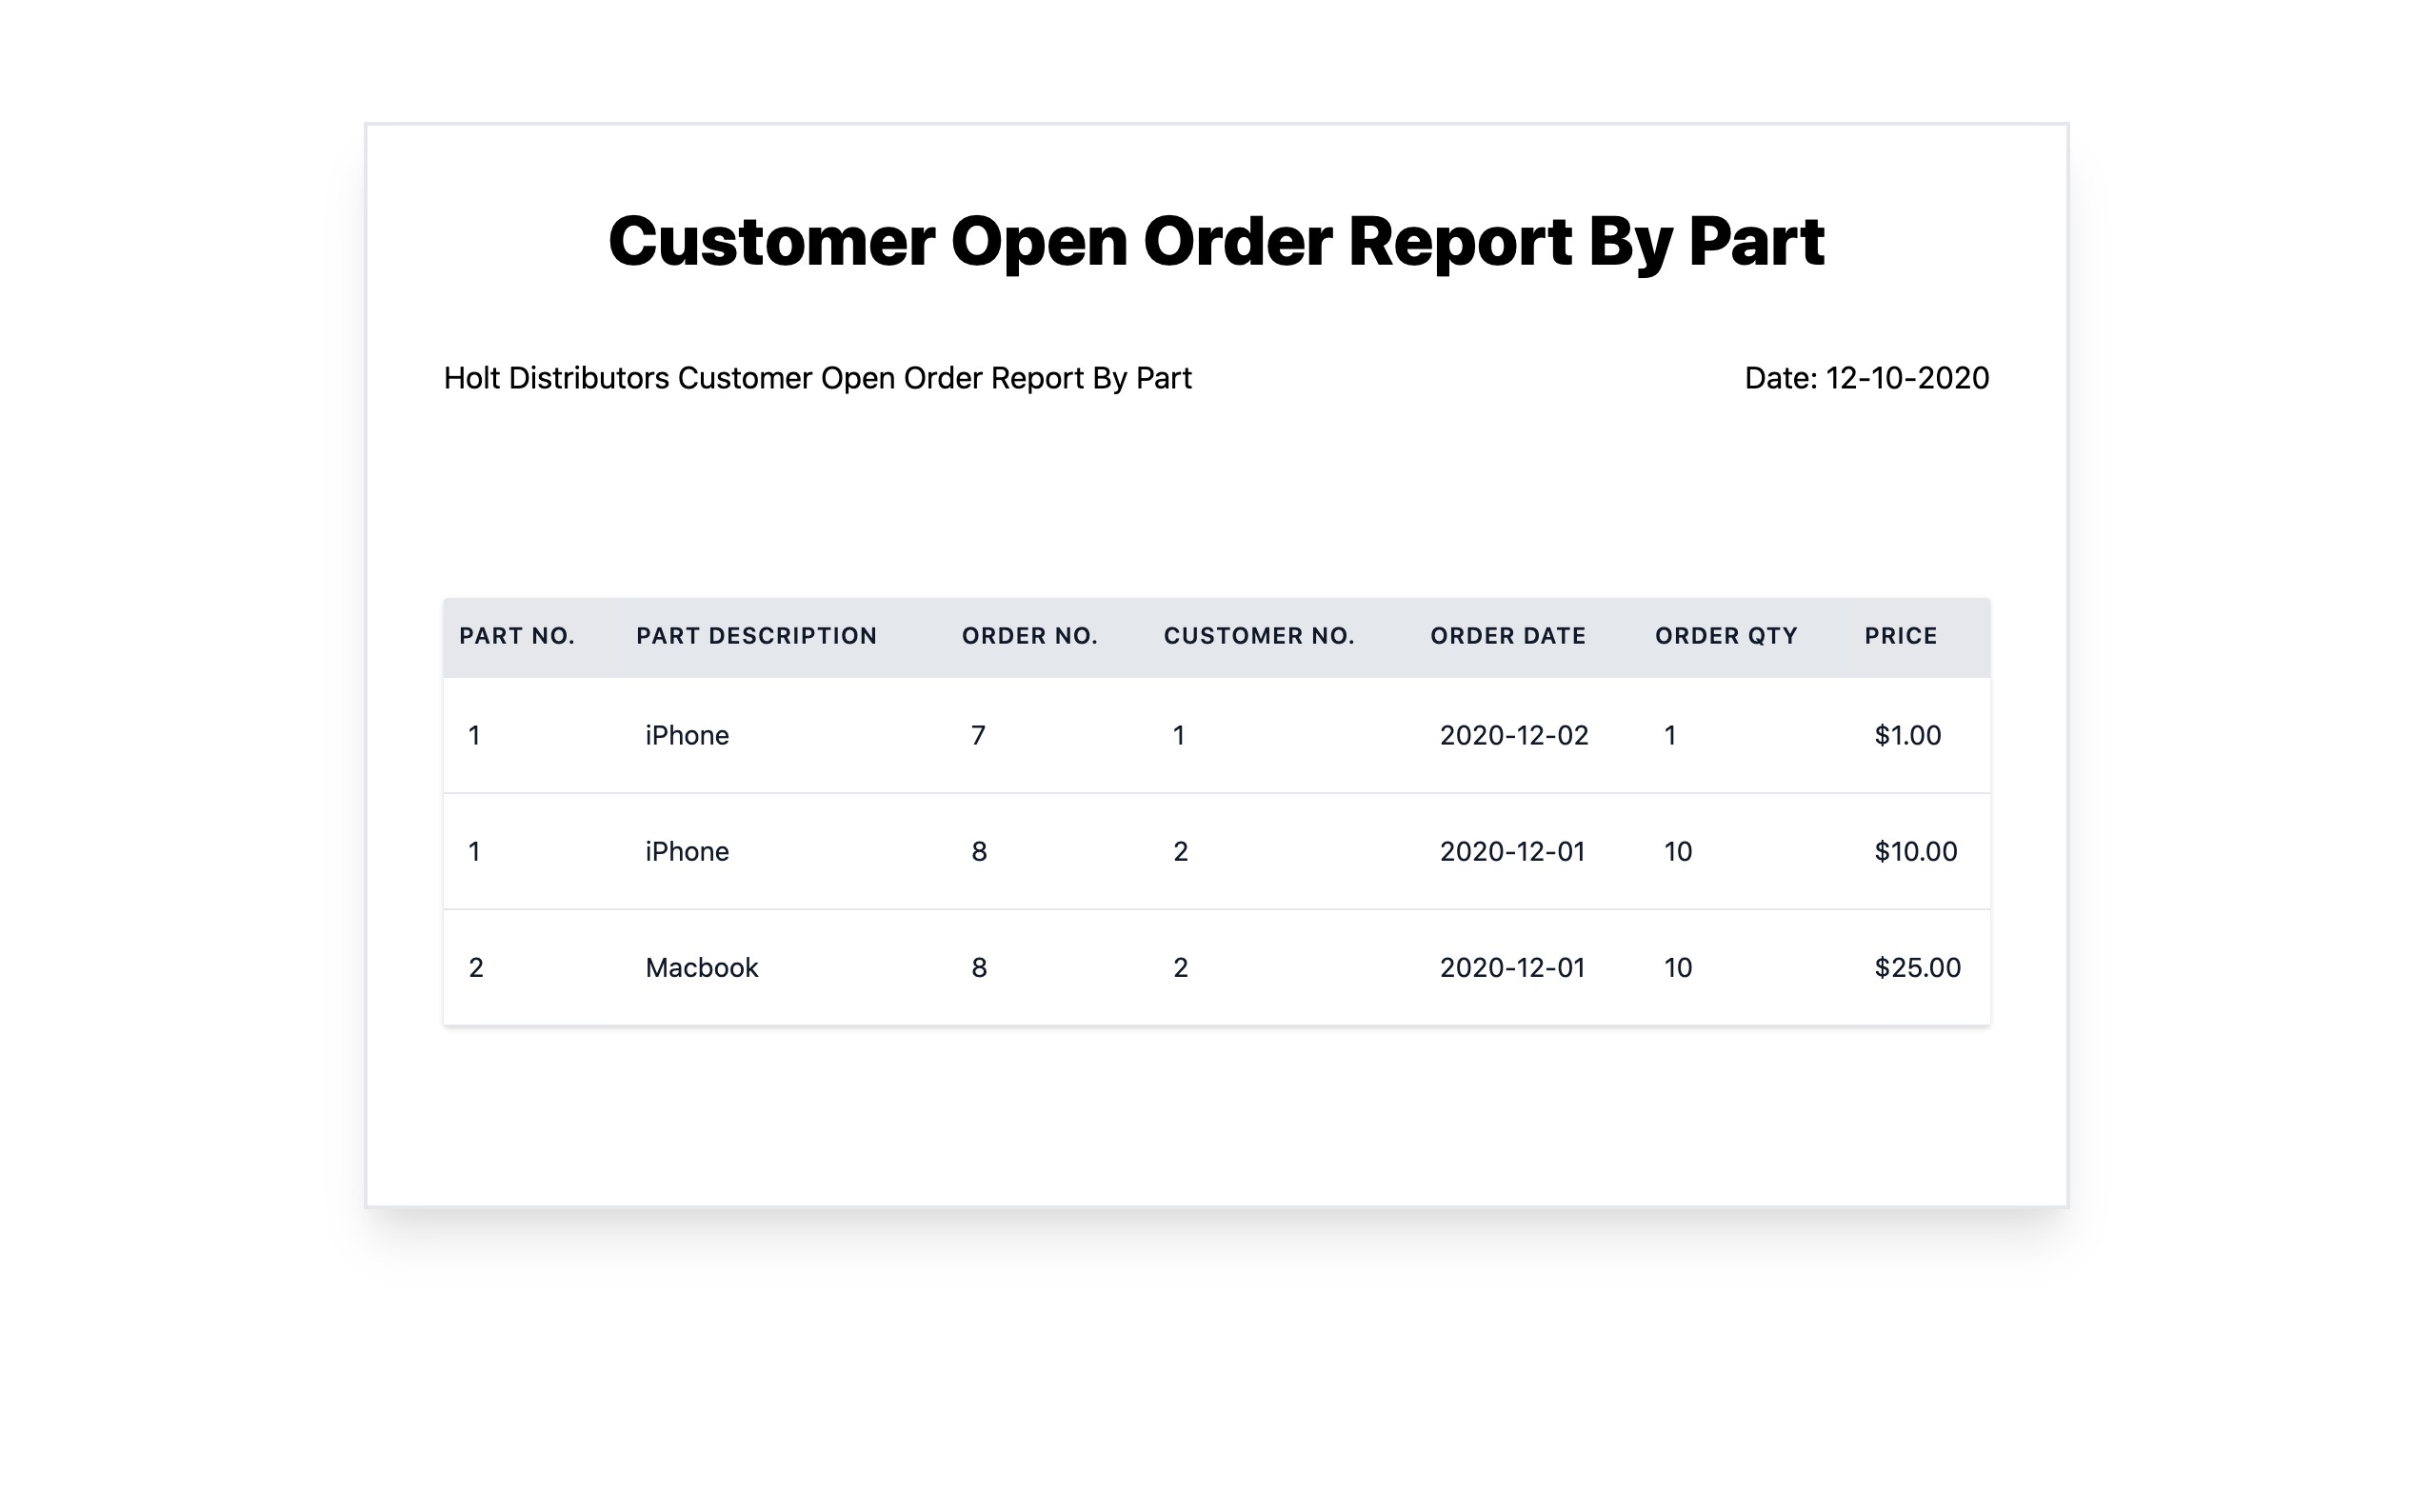 Customer Open Order Report By Part
Holt Distributors Customer Open Order Report By Part Date: 12-10-2020
PART NO. PART DESCRIPTION ORDER NO. CUSTOMER NO. ORDER DATE ORDER QTY PRICE
1 iPhone 7 1 2020-12-02 1 $1.00
1 iPhone 8 2 2020-12-01 10 $10.00
2 Macbook 8 2 2020-12-01 10 $25.00